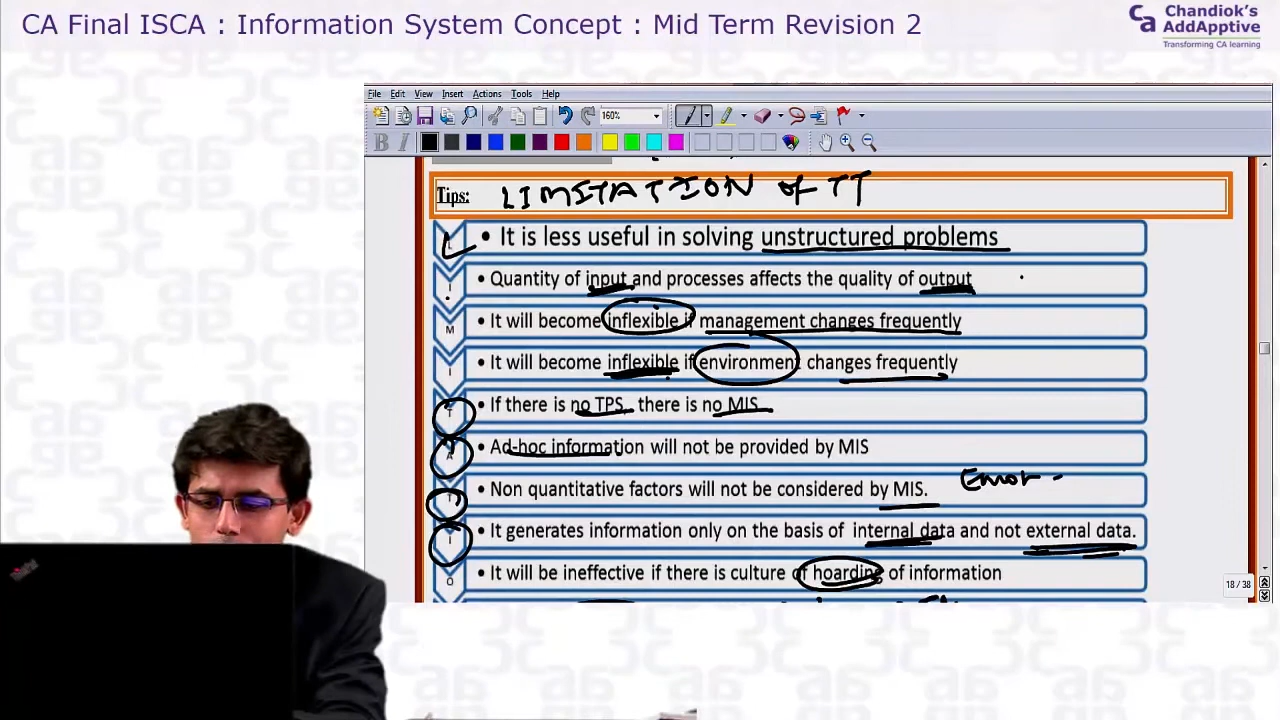 CA Final ISCA : Information System Concept : Mid Term Revision 2
Ca Chandiok's
AddApptive
Transforming CA learning
File Edit View Insert Actions Tools Help
160%
B I
Tips: LIMITATION of IT
L • It is less useful in solving unstructured problems
I • Quantity of input and processes affects the quality of output
M • It will become inflexible if management changes frequently
I • It will become inflexible if environment changes frequently
T • If there is no TPS, there is no MIS
A • Ad-hoc information will not be provided by MIS
T • Non quantitative factors will not be considered by MIS.
I • It generates information only on the basis of internal data and not external data.
O • It will be ineffective if there is culture of hoarding of information
18 / 38
ThinkPad